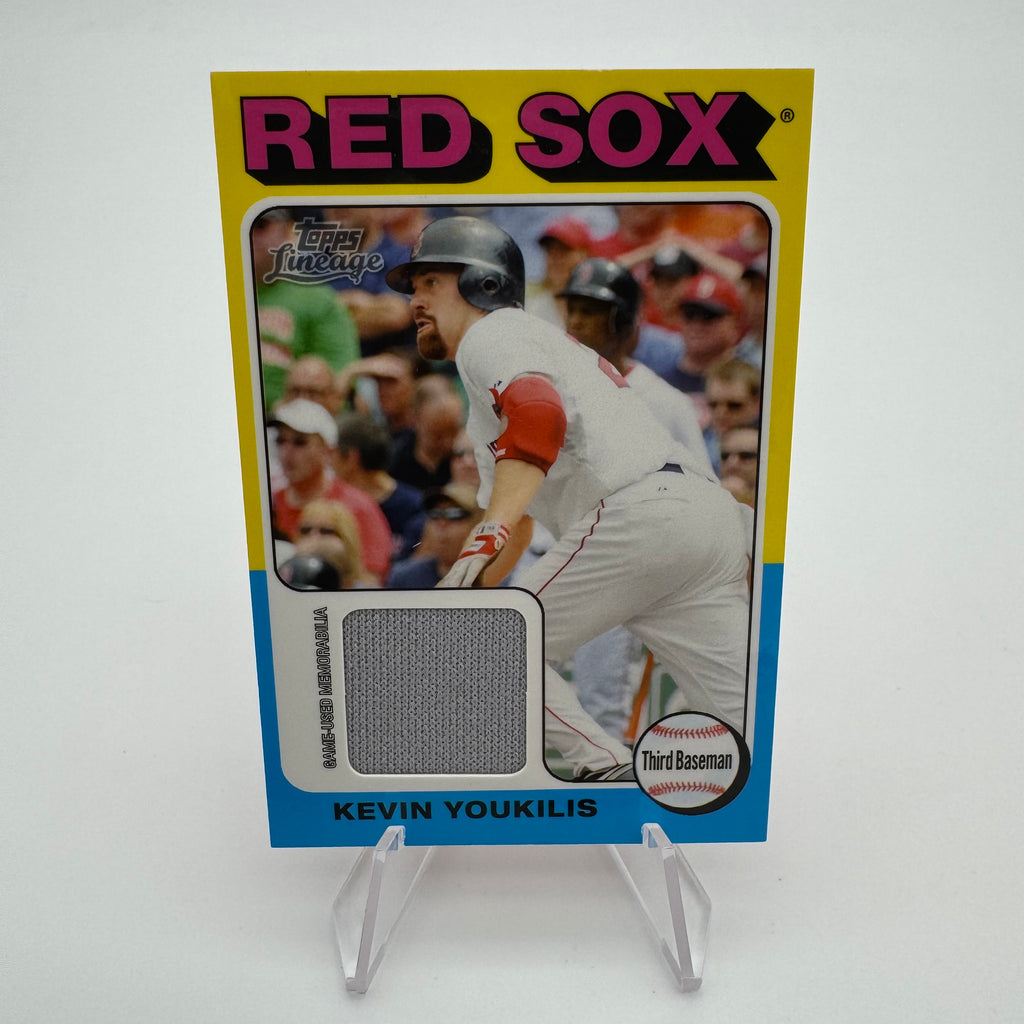 RED SOX ®
Topps
Lineage
GAME-USED MEMORABILIA
Third Baseman
KEVIN YOUKILIS